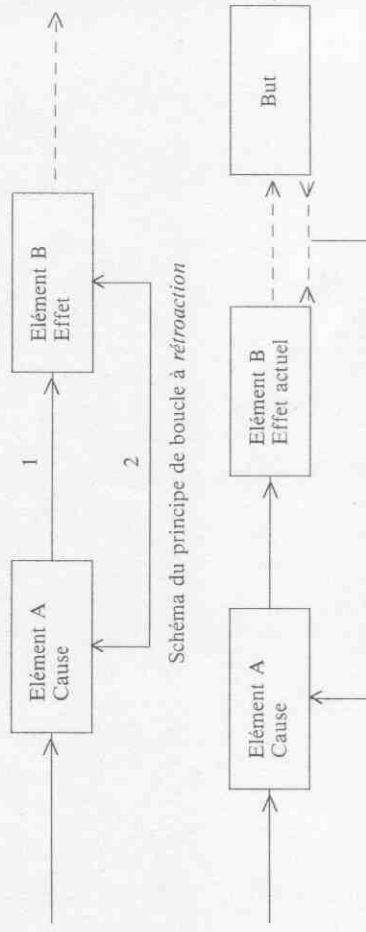 Elément A
Cause
1
2
Elément B
Effet
Schéma du principe de boucle à rétroaction
Elément A
Cause
Elément B
Effet actuel
But